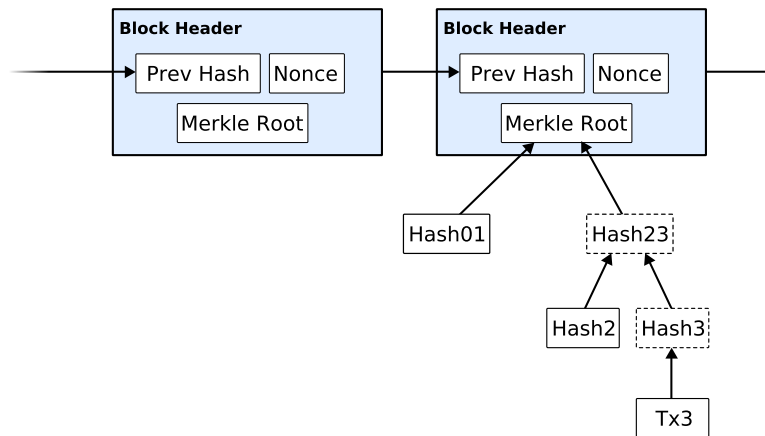 Block Header
Prev Hash
Nonce
Merkle Root
Block Header
Prev Hash
Nonce
Merkle Root
Hash01
Hash23
Hash2
Hash3
Tx3